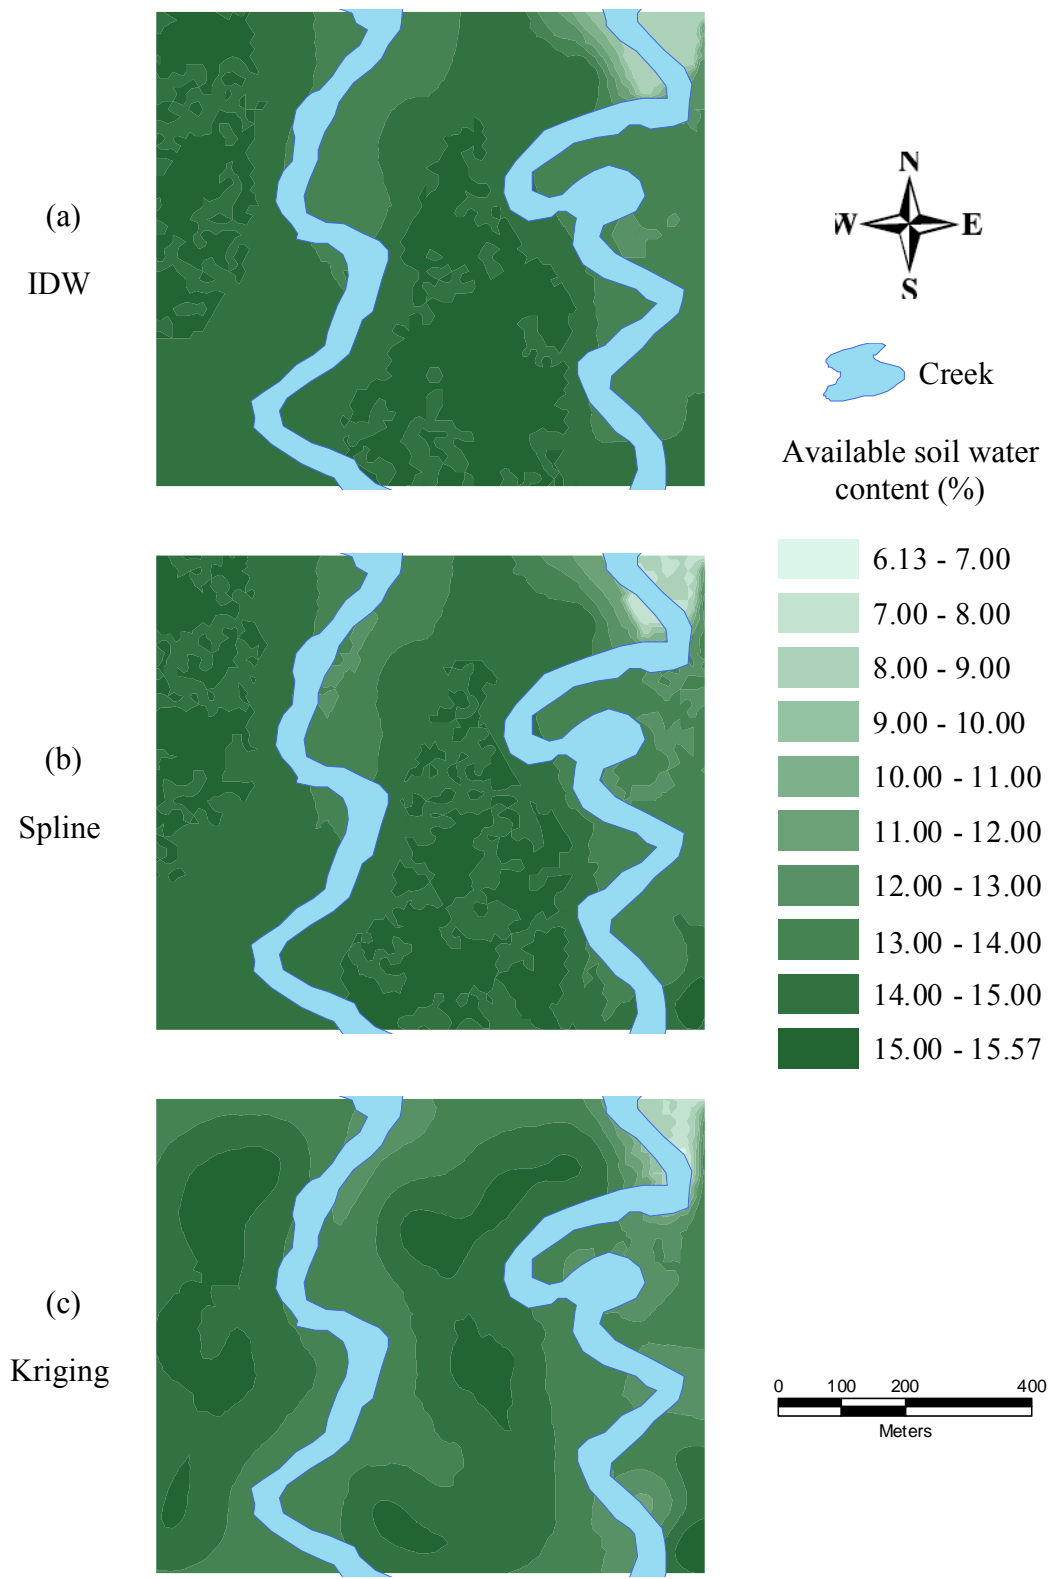 (a)
IDW
N
W
E
S
Creek
Available soil water
content (%)
6.13 - 7.00
7.00 - 8.00
8.00 - 9.00
9.00 - 10.00
10.00 - 11.00
11.00 - 12.00
12.00 - 13.00
13.00 - 14.00
14.00 - 15.00
15.00 - 15.57
(b)
Spline
(c)
Kriging
0 100 200 400
Meters